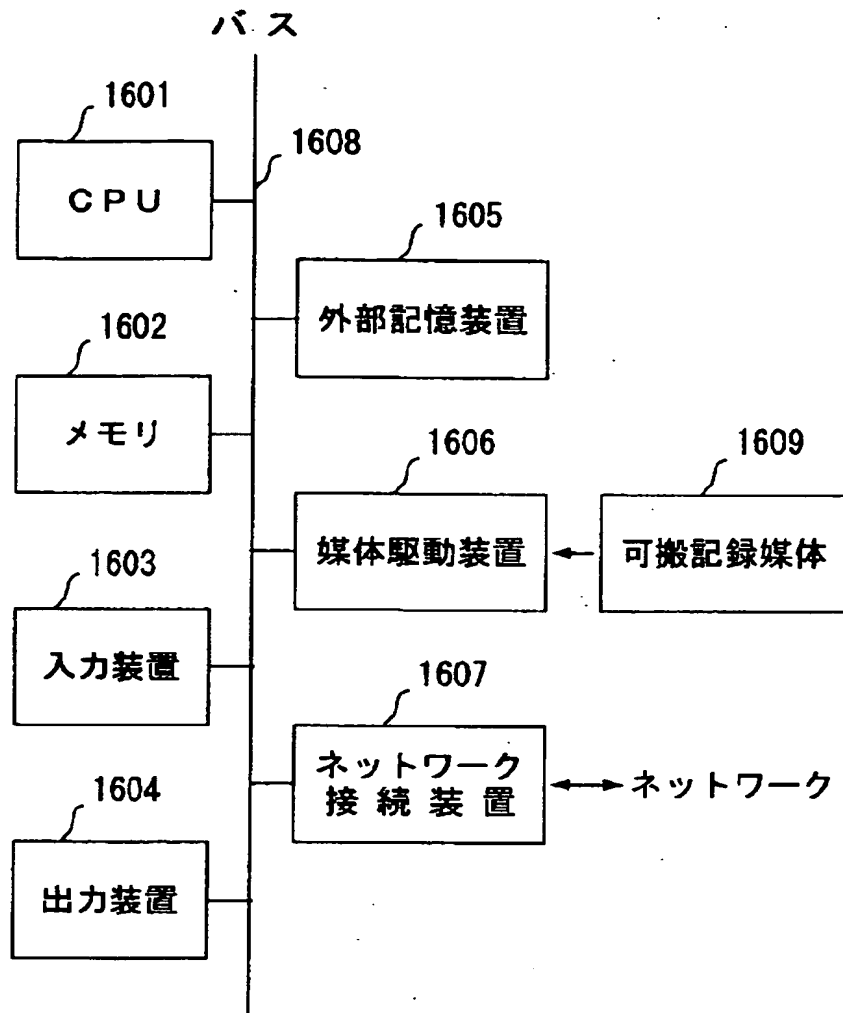 バス
1601
1608
CPU
1605
外部記憶装置
1602
メモリ
1606
1609
媒体駆動装置
可搬記録媒体
1603
入力装置
1607
ネットワーク
接続装置
ネットワーク
1604
出力装置